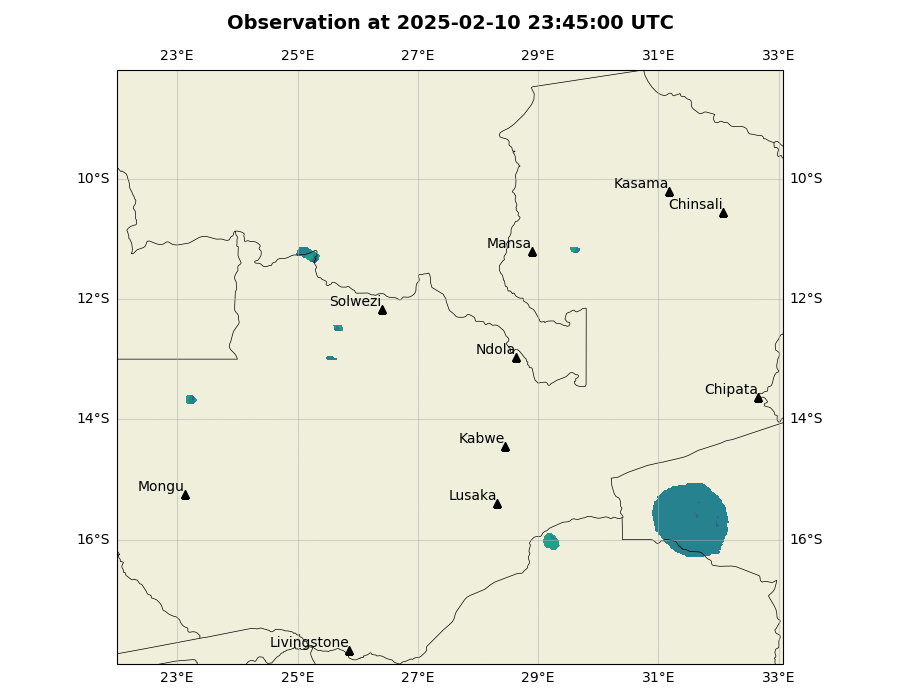 Observation at 2025-02-10 23:45:00 UTC
23°E 25°E 27°E 29°E 31°E 33°E
10°S 10°S
Kasama
Chinsali
Mansa
12°S 12°S
Solwezi
Ndola
Chipata
14°S 14°S
Kabwe
Mongu
Lusaka
16°S 16°S
Livingstone
23°E 25°E 27°E 29°E 31°E 33°E